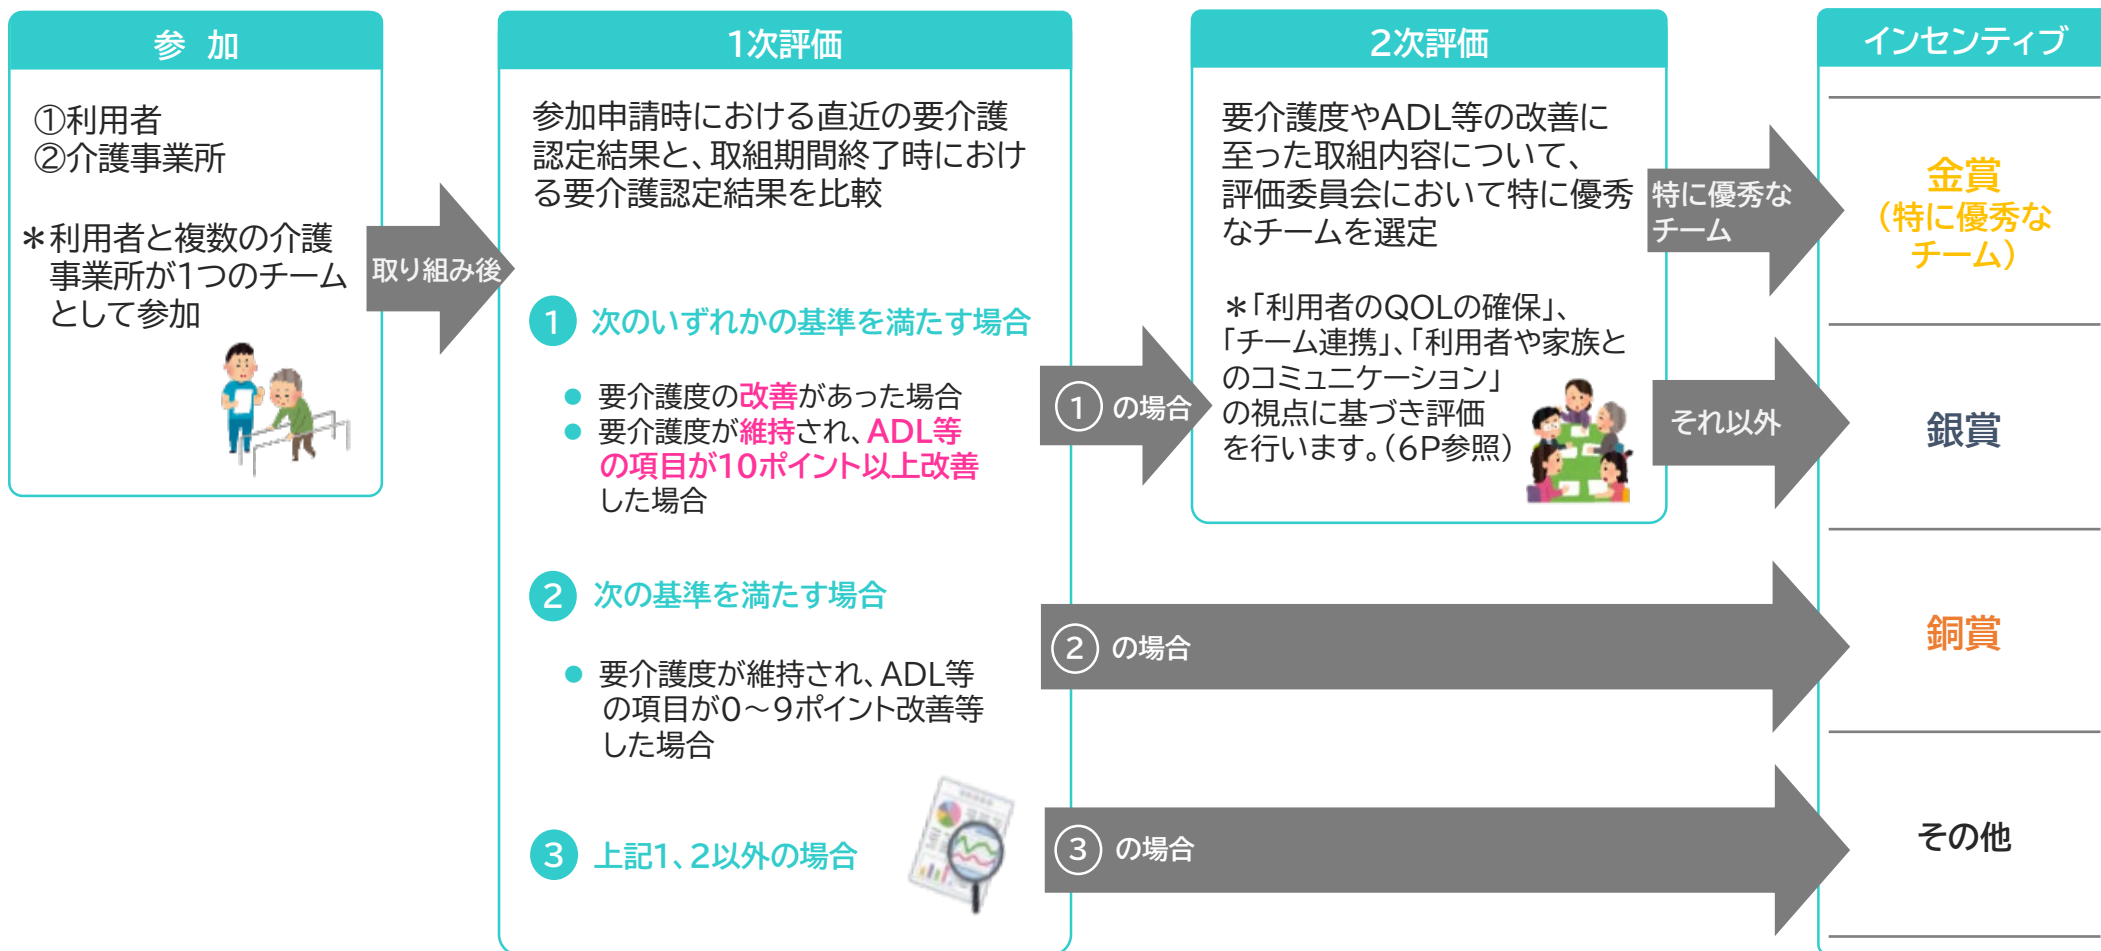 参 加
①利用者
②介護事業所
＊利用者と複数の介護
事業所が1つのチーム
として参加
取り組み後
1次評価
参加申請時における直近の要介護
認定結果と、取組期間終了時におけ
る要介護認定結果を比較
1 次のいずれかの基準を満たす場合
● 要介護度の改善があった場合
● 要介護度が維持され、ADL等
の項目が10ポイント以上改善
した場合
2 次の基準を満たす場合
● 要介護度が維持され、ADL等
の項目が0～9ポイント改善等
した場合
3 上記1、2以外の場合
① の場合
② の場合
③ の場合
2次評価
要介護度やADL等の改善に
至った取組内容について、
評価委員会において特に優秀
なチームを選定
＊「利用者のQOLの確保」、
「チーム連携」、「利用者や家族と
のコミュニケーション」
の視点に基づき評価
を行います。（6P参照）
特に優秀な
チーム
それ以外
インセンティブ
金賞
（特に優秀な
チーム）
銀賞
銅賞
その他